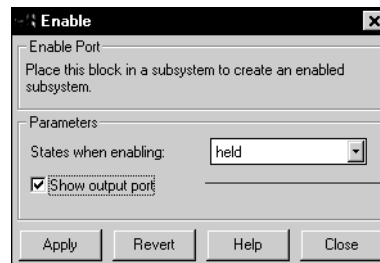 Enable
Enable Port
Place this block in a subsystem to create an enabled
subsystem.
Parameters
States when enabling: held
Show output port
Apply Revert Help Close